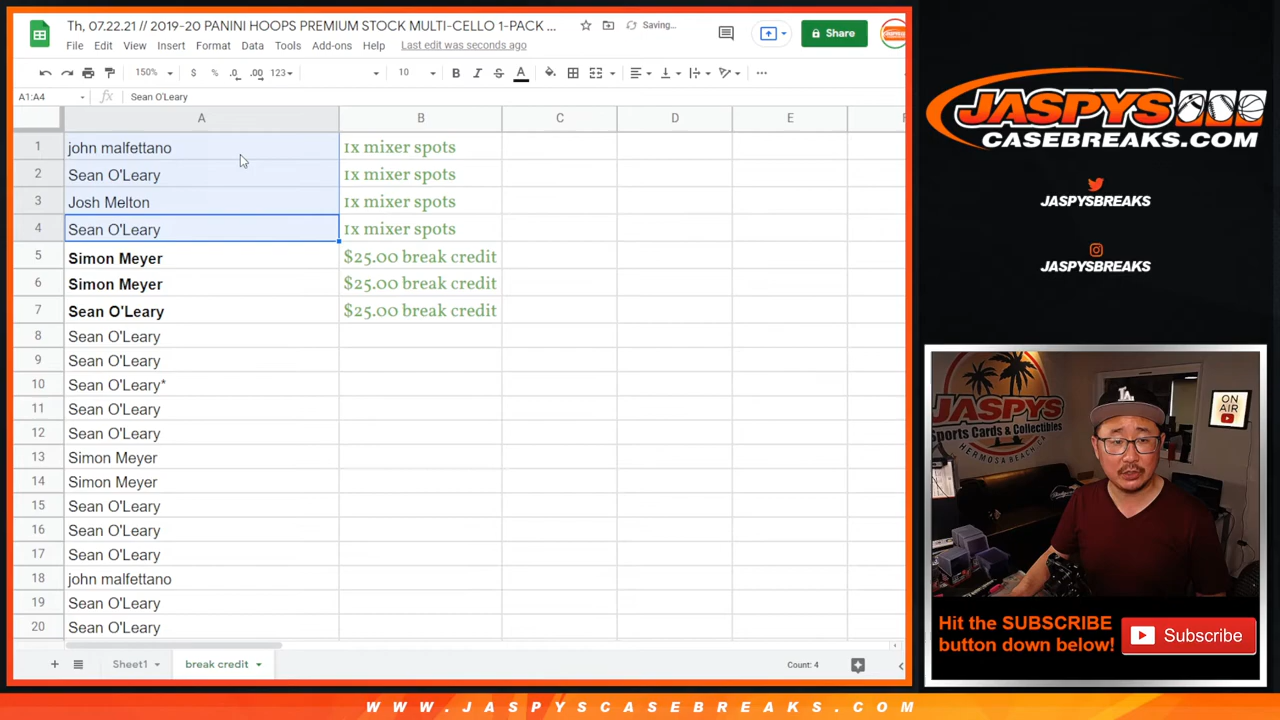 Th, 07.22.21 // 2019-20 PANINI HOOPS PREMIUM STOCK MULTI-CELLO 1-PACK ...
Saving...
File Edit View Insert Format Data Tools Add-ons Help Last edit was seconds ago
Share
150% $ % .0 .00 123 10 B I S A
A1:A4 fx Sean O'Leary
A B C D E
1 john malfettano 1x mixer spots
2 Sean O'Leary 1x mixer spots
3 Josh Melton 1x mixer spots
4 Sean O'Leary 1x mixer spots
5 Simon Meyer $25.00 break credit
6 Simon Meyer $25.00 break credit
7 Sean O'Leary $25.00 break credit
8 Sean O'Leary
9 Sean O'Leary
10 Sean O'Leary*
11 Sean O'Leary
12 Sean O'Leary
13 Simon Meyer
14 Simon Meyer
15 Sean O'Leary
16 Sean O'Leary
17 Sean O'Leary
18 john malfettano
19 Sean O'Leary
20 Sean O'Leary
Sheet1 break credit Count: 4
JASPYS
CASEBREAKS.COM
JASPYSBREAKS
JASPYSBREAKS
JASPYS
Sports Cards & Collectibles
HERMOSA BEACH, CA
ON AIR
LA
Hit the SUBSCRIBE
button down below!
Subscribe
WWW.JASPYSCASEBREAKS.COM